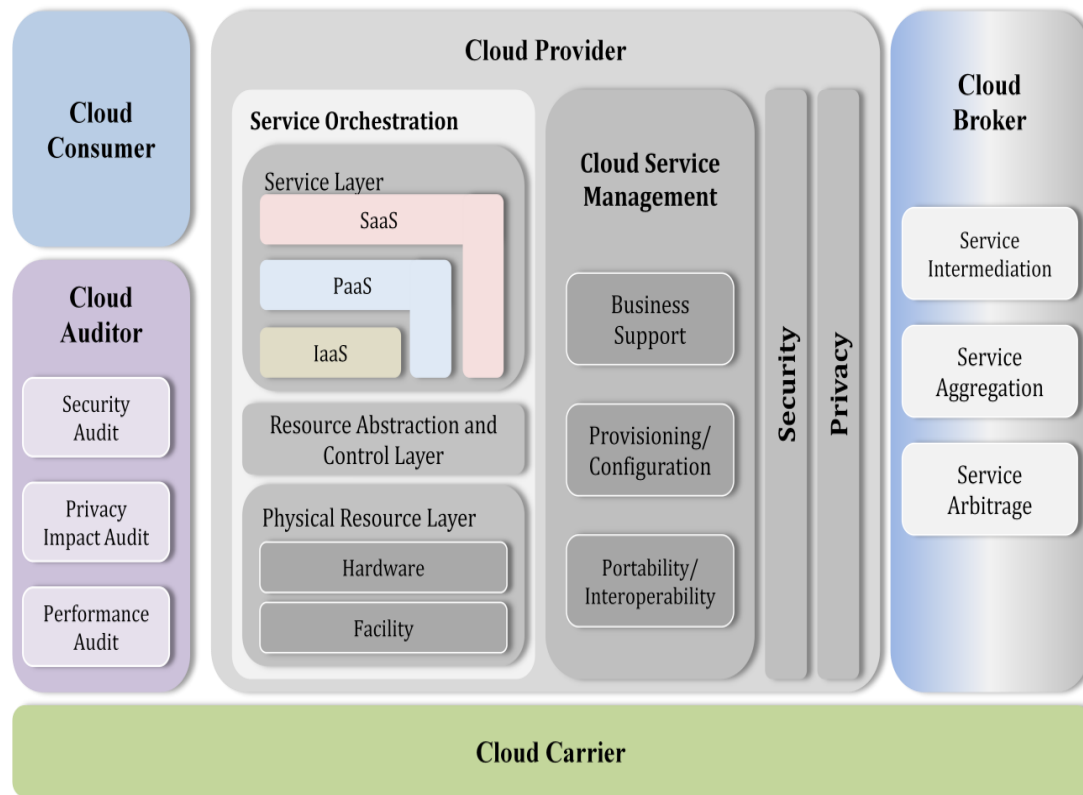 Cloud
Consumer
Cloud
Auditor
Security
Audit
Privacy
Impact Audit
Performance
Audit
Cloud Provider
Service Orchestration
Service Layer
SaaS
PaaS
IaaS
Resource Abstraction and
Control Layer
Physical Resource Layer
Hardware
Facility
Cloud Service
Management
Business
Support
Provisioning/
Configuration
Portability/
Interoperability
Security
Privacy
Cloud
Broker
Service
Intermediation
Service
Aggregation
Service
Arbitrage
Cloud Carrier